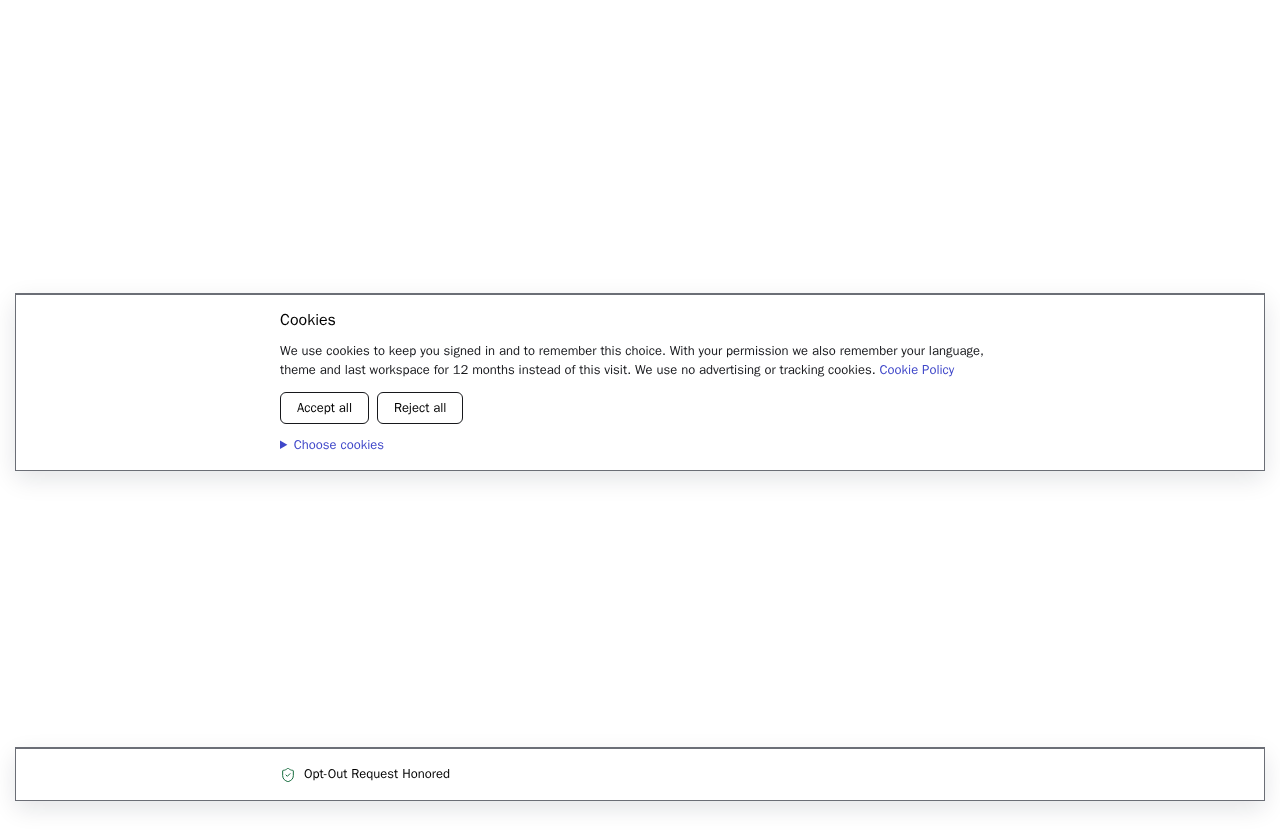 Cookies
We use cookies to keep you signed in and to remember this choice. With your permission we also remember your language,
theme and last workspace for 12 months instead of this visit. We use no advertising or tracking cookies. Cookie Policy
Accept all Reject all
Choose cookies
Opt-Out Request Honored